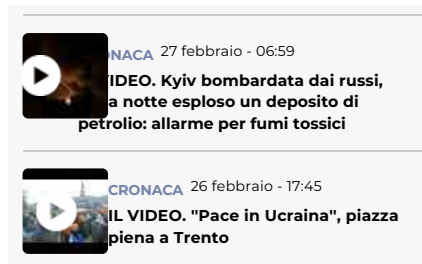 NACA 27 febbraio - 06:59
IDEO. Kyiv bombardata dai russi,
a notte esploso un deposito di
petrolio: allarme per fumi tossici
CRONACA 26 febbraio - 17:45
IL VIDEO. "Pace in Ucraina", piazza
piena a Trento